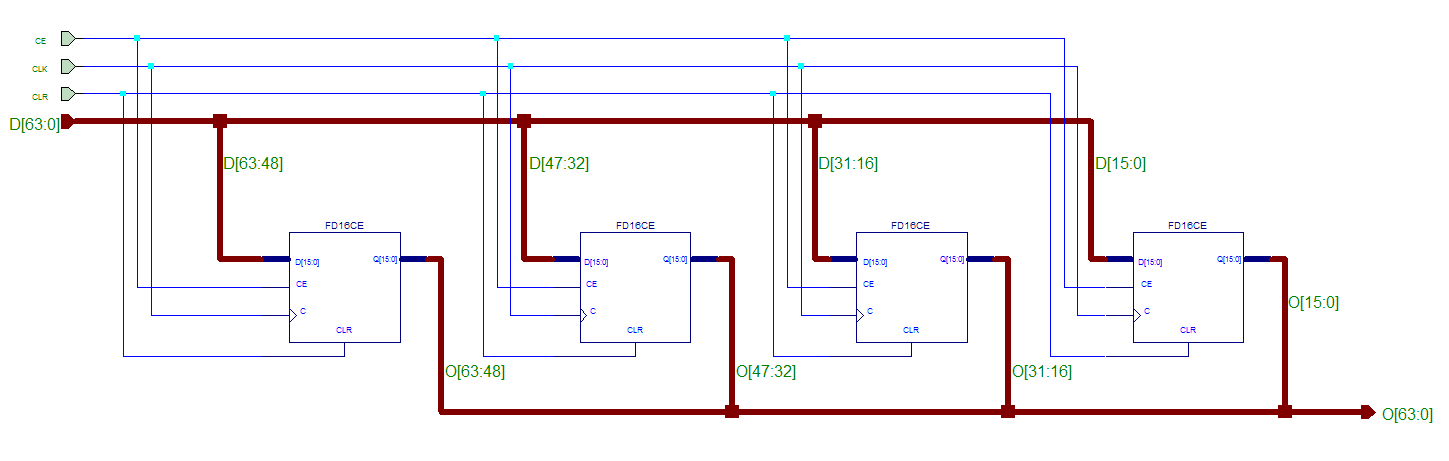 CE
CLK
CLR
D[63:0]
D[63:48]
D[47:32]
D[31:16]
D[15:0]
FD16CE
FD16CE
FD16CE
FD16CE
D[15:0]
Q[15:0]
CE
C
CLR
D[15:0]
Q[15:0]
CE
C
CLR
D[15:0]
Q[15:0]
CE
C
CLR
D[15:0]
Q[15:0]
CE
C
CLR
O[15:0]
O[63:48]
O[47:32]
O[31:16]
O[63:0]